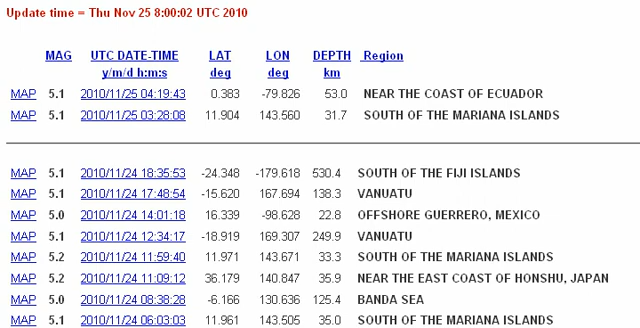 Update time = Thu Nov 25 8:00:02 UTC 2010
MAG UTC DATE-TIME LAT LON DEPTH Region
y/m/d h:m:s deg deg km
MAP 5.1 2010/11/25 04:19:43 0.383 -79.826 53.0 NEAR THE COAST OF ECUADOR
MAP 5.1 2010/11/25 03:28:08 11.904 143.560 31.7 SOUTH OF THE MARIANA ISLANDS
MAP 5.1 2010/11/24 18:35:53 -24.348 -179.618 530.4 SOUTH OF THE FIJI ISLANDS
MAP 5.1 2010/11/24 17:48:54 -15.620 167.694 138.3 VANUATU
MAP 5.0 2010/11/24 14:01:18 16.339 -98.628 22.8 OFFSHORE GUERRERO, MEXICO
MAP 5.1 2010/11/24 12:34:17 -18.919 169.307 249.9 VANUATU
MAP 5.2 2010/11/24 11:59:40 11.971 143.671 33.3 SOUTH OF THE MARIANA ISLANDS
MAP 5.2 2010/11/24 11:09:12 36.179 140.847 35.9 NEAR THE EAST COAST OF HONSHU, JAPAN
MAP 5.0 2010/11/24 08:38:28 -6.166 130.636 125.4 BANDA SEA
MAP 5.1 2010/11/24 06:03:03 11.961 143.505 35.0 SOUTH OF THE MARIANA ISLANDS